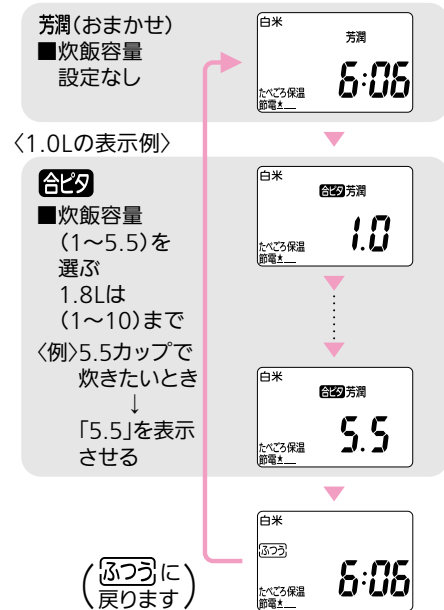 芳潤(おまかせ)
■炊飯容量
設定なし
白米
芳潤
6:06
たべごろ保温
節電
〈1.0Lの表示例〉
合ピタ
■炊飯容量
(1〜5.5)を
選ぶ
1.8Lは
(1〜10)まで
〈例〉5.5カップで
炊きたいとき
↓
「5.5」を表示
させる
白米
合ピタ芳潤
1.0
たべごろ保温
節電
白米
合ピタ芳潤
5.5
たべごろ保温
節電
(ふつうに
戻ります)
白米
ふつう
6:06
たべごろ保温
節電